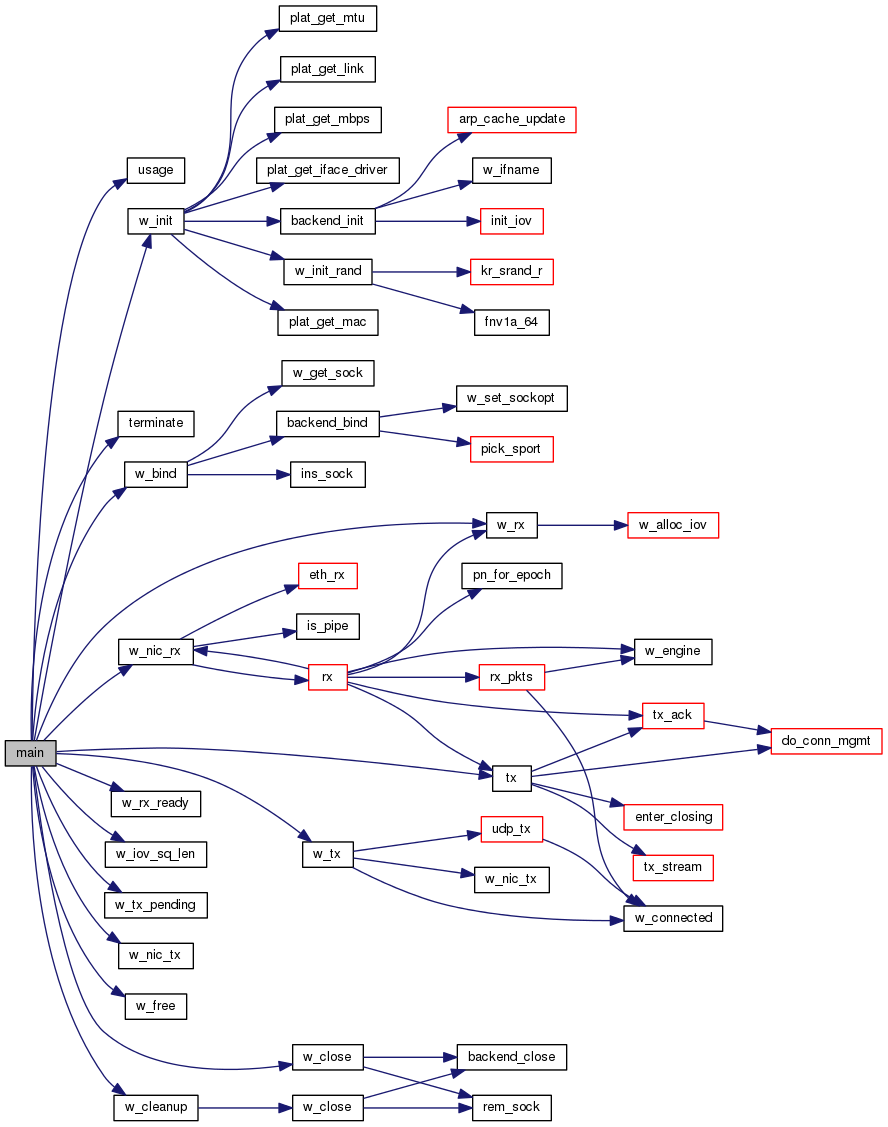 plat_get_mtu
plat_get_link
plat_get_mbps
arp_cache_update
usage
plat_get_iface_driver
w_ifname
w_init
backend_init
init_iov
w_init_rand
kr_srand_r
plat_get_mac
fnv1a_64
w_get_sock
w_set_sockopt
terminate
backend_bind
pick_sport
w_bind
ins_sock
w_rx
w_alloc_iov
eth_rx
pn_for_epoch
is_pipe
w_nic_rx
w_engine
rx
rx_pkts
tx_ack
do_conn_mgmt
main
tx
w_rx_ready
enter_closing
udp_tx
w_iov_sq_len
w_tx
tx_stream
w_nic_tx
w_tx_pending
w_connected
w_nic_tx
w_free
w_close
backend_close
w_cleanup
w_close
rem_sock